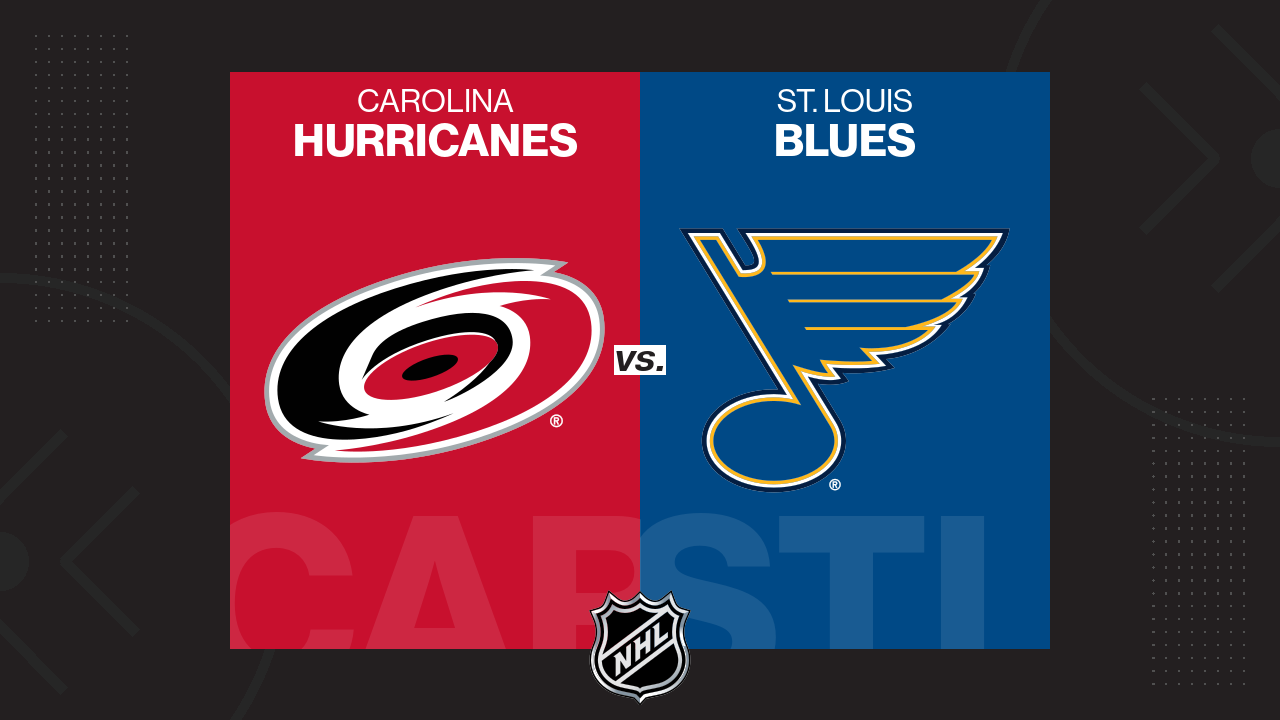 CAROLINA
HURRICANES
ST. LOUIS
BLUES
vs.
®
®
CAR
STL
NHL